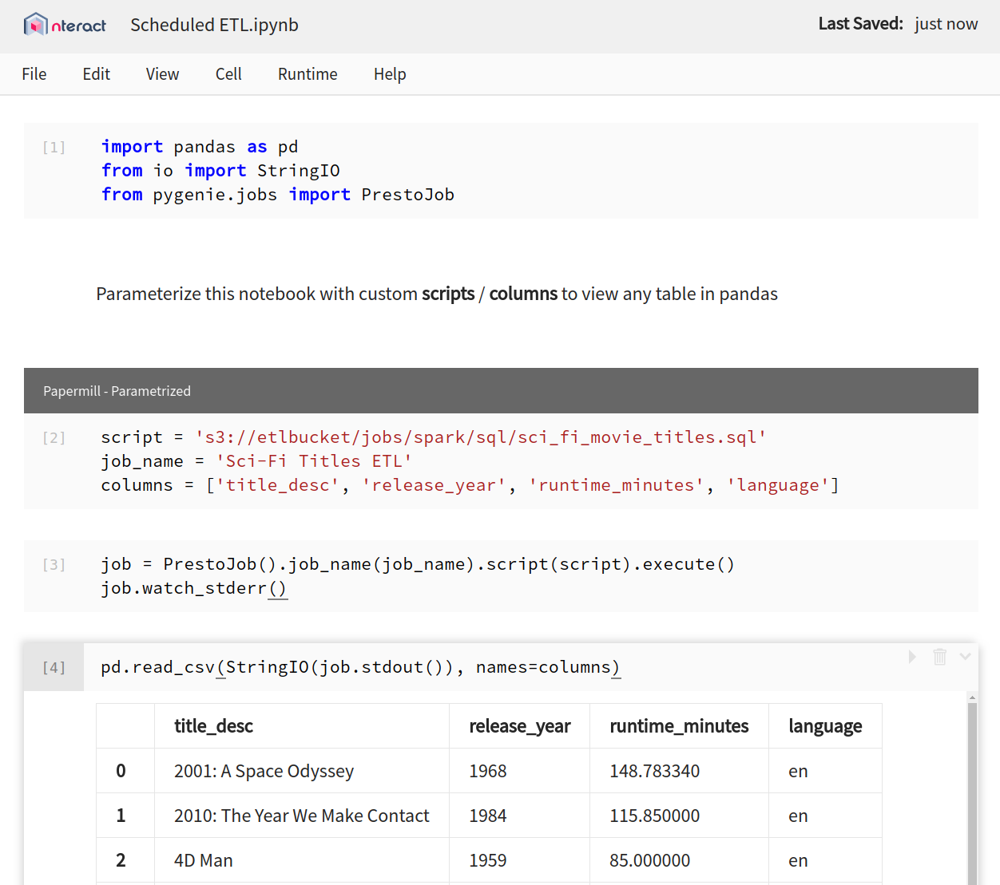 nteract Scheduled ETL.ipynb Last Saved: just now
File Edit View Cell Runtime Help
[1] import pandas as pd
from io import StringIO
from pygenie.jobs import PrestoJob
Parameterize this notebook with custom scripts / columns to view any table in pandas
Papermill - Parametrized
[2] script = 's3://etlbucket/jobs/spark/sql/sci_fi_movie_titles.sql'
job_name = 'Sci-Fi Titles ETL'
columns = ['title_desc', 'release_year', 'runtime_minutes', 'language']
[3] job = PrestoJob().job_name(job_name).script(script).execute()
job.watch_stderr()
[4] pd.read_csv(StringIO(job.stdout()), names=columns)
title_desc release_year runtime_minutes language
0 2001: A Space Odyssey 1968 148.783340 en
1 2010: The Year We Make Contact 1984 115.850000 en
2 4D Man 1959 85.000000 en